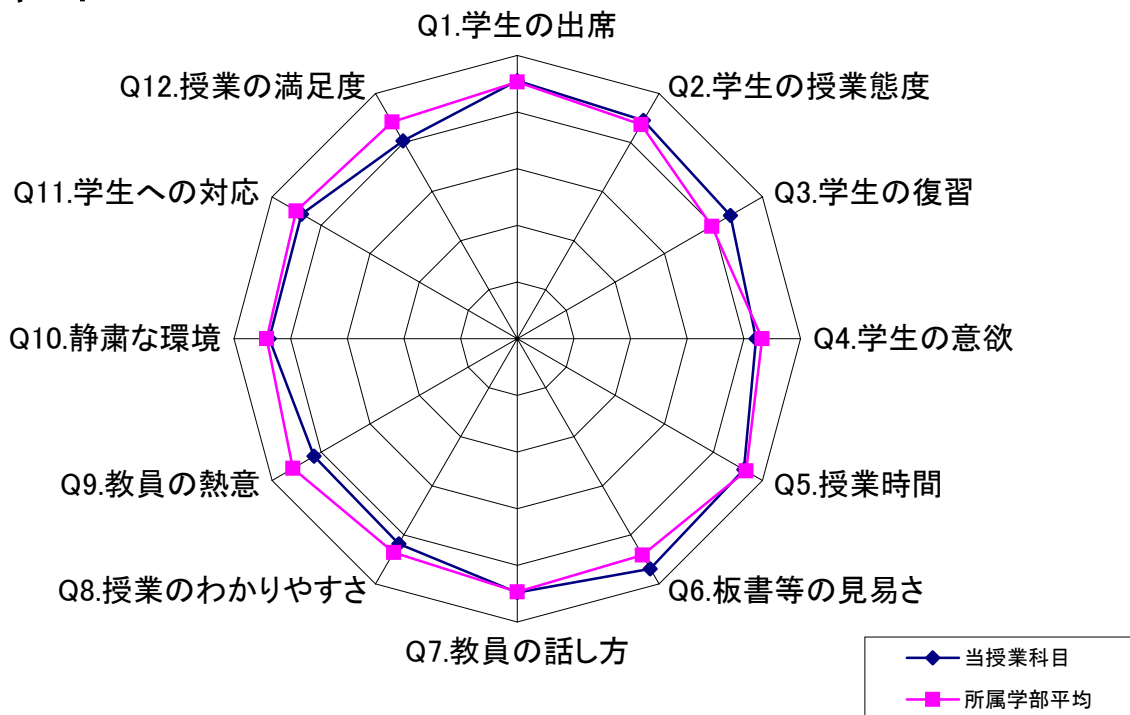 Q1.学生の出席
Q2.学生の授業態度
Q3.学生の復習
Q4.学生の意欲
Q5.授業時間
Q6.板書等の見易さ
Q7.教員の話し方
Q8.授業のわかりやすさ
Q9.教員の熱意
Q10.静粛な環境
Q11.学生への対応
Q12.授業の満足度
当授業科目
所属学部平均